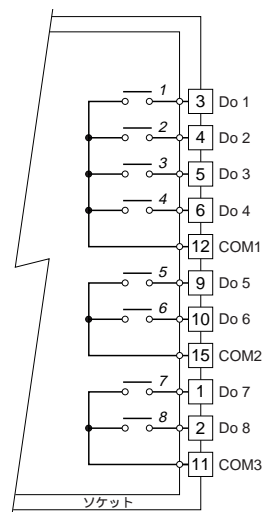 1 3 Do 1
2 4 Do 2
3 5 Do 3
4 6 Do 4
12 COM1
5 9 Do 5
6 10 Do 6
15 COM2
7 1 Do 7
8 2 Do 8
11 COM3
ソケット